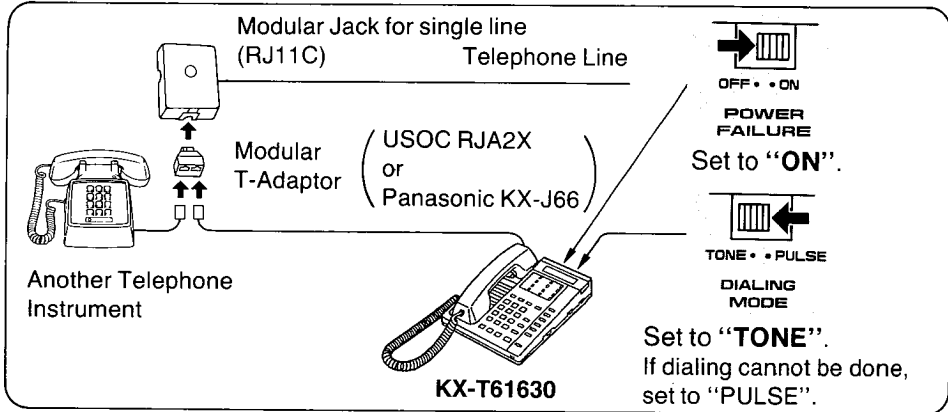 Modular Jack for single line
(RJ11C)
Telephone Line
Modular
T-Adaptor
USOC RJA2X
or
Panasonic KX-J66
Another Telephone
Instrument
KX-T61630
OFF • • ON
POWER
FAILURE
Set to “ON”.
TONE • • PULSE
DIALING
MODE
Set to “TONE”.
If dialing cannot be done,
set to “PULSE”.